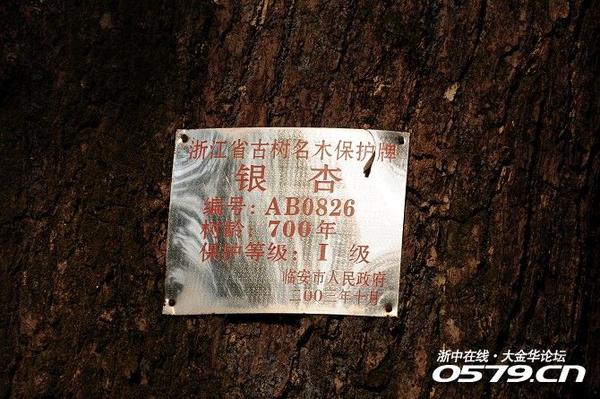 浙江省古树名木保护牌
银 杏
编号: AB0826
树龄: 700年
保护等级: I 级
临安市人民政府
二00二年十月
浙中在线·大金华论坛
0579.cn